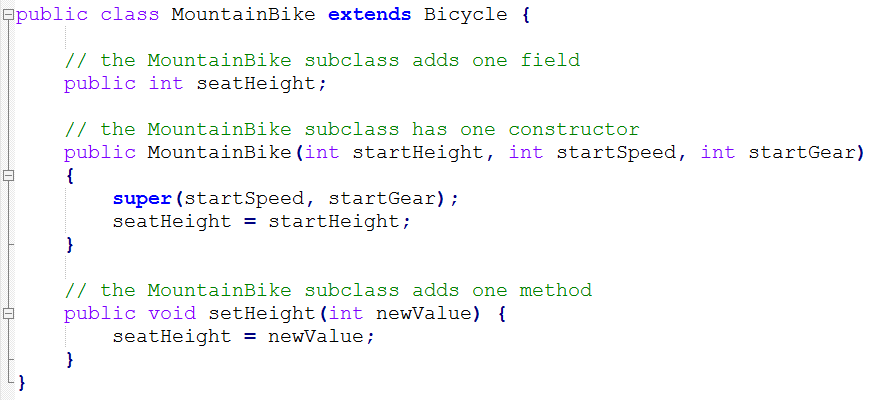 public class MountainBike extends Bicycle {
// the MountainBike subclass adds one field
public int seatHeight;
// the MountainBike subclass has one constructor
public MountainBike(int startHeight, int startSpeed, int startGear)
{
super(startSpeed, startGear);
seatHeight = startHeight;
}
// the MountainBike subclass adds one method
public void setHeight(int newValue) {
seatHeight = newValue;
}
}